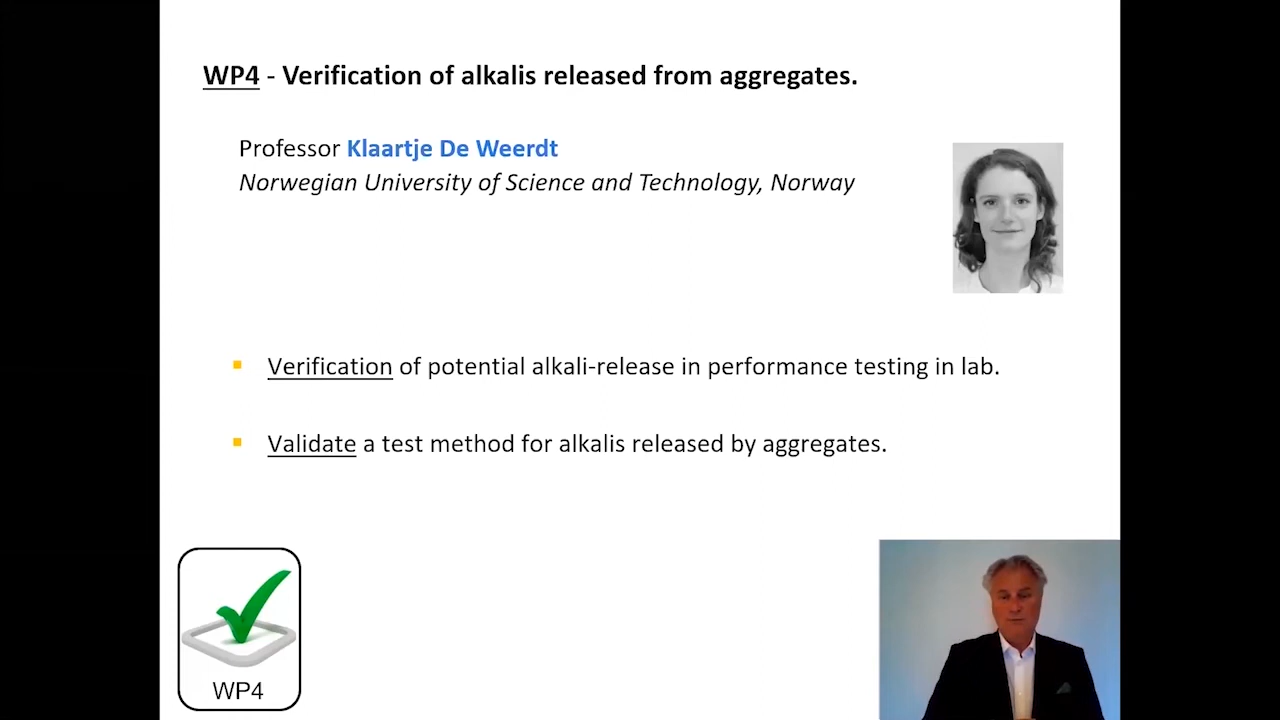 WP4 - Verification of alkalis released from aggregates.
Professor Klaartje De Weerdt
Norwegian University of Science and Technology, Norway
Verification of potential alkali-release in performance testing in lab.
Validate a test method for alkalis released by aggregates.
WP4